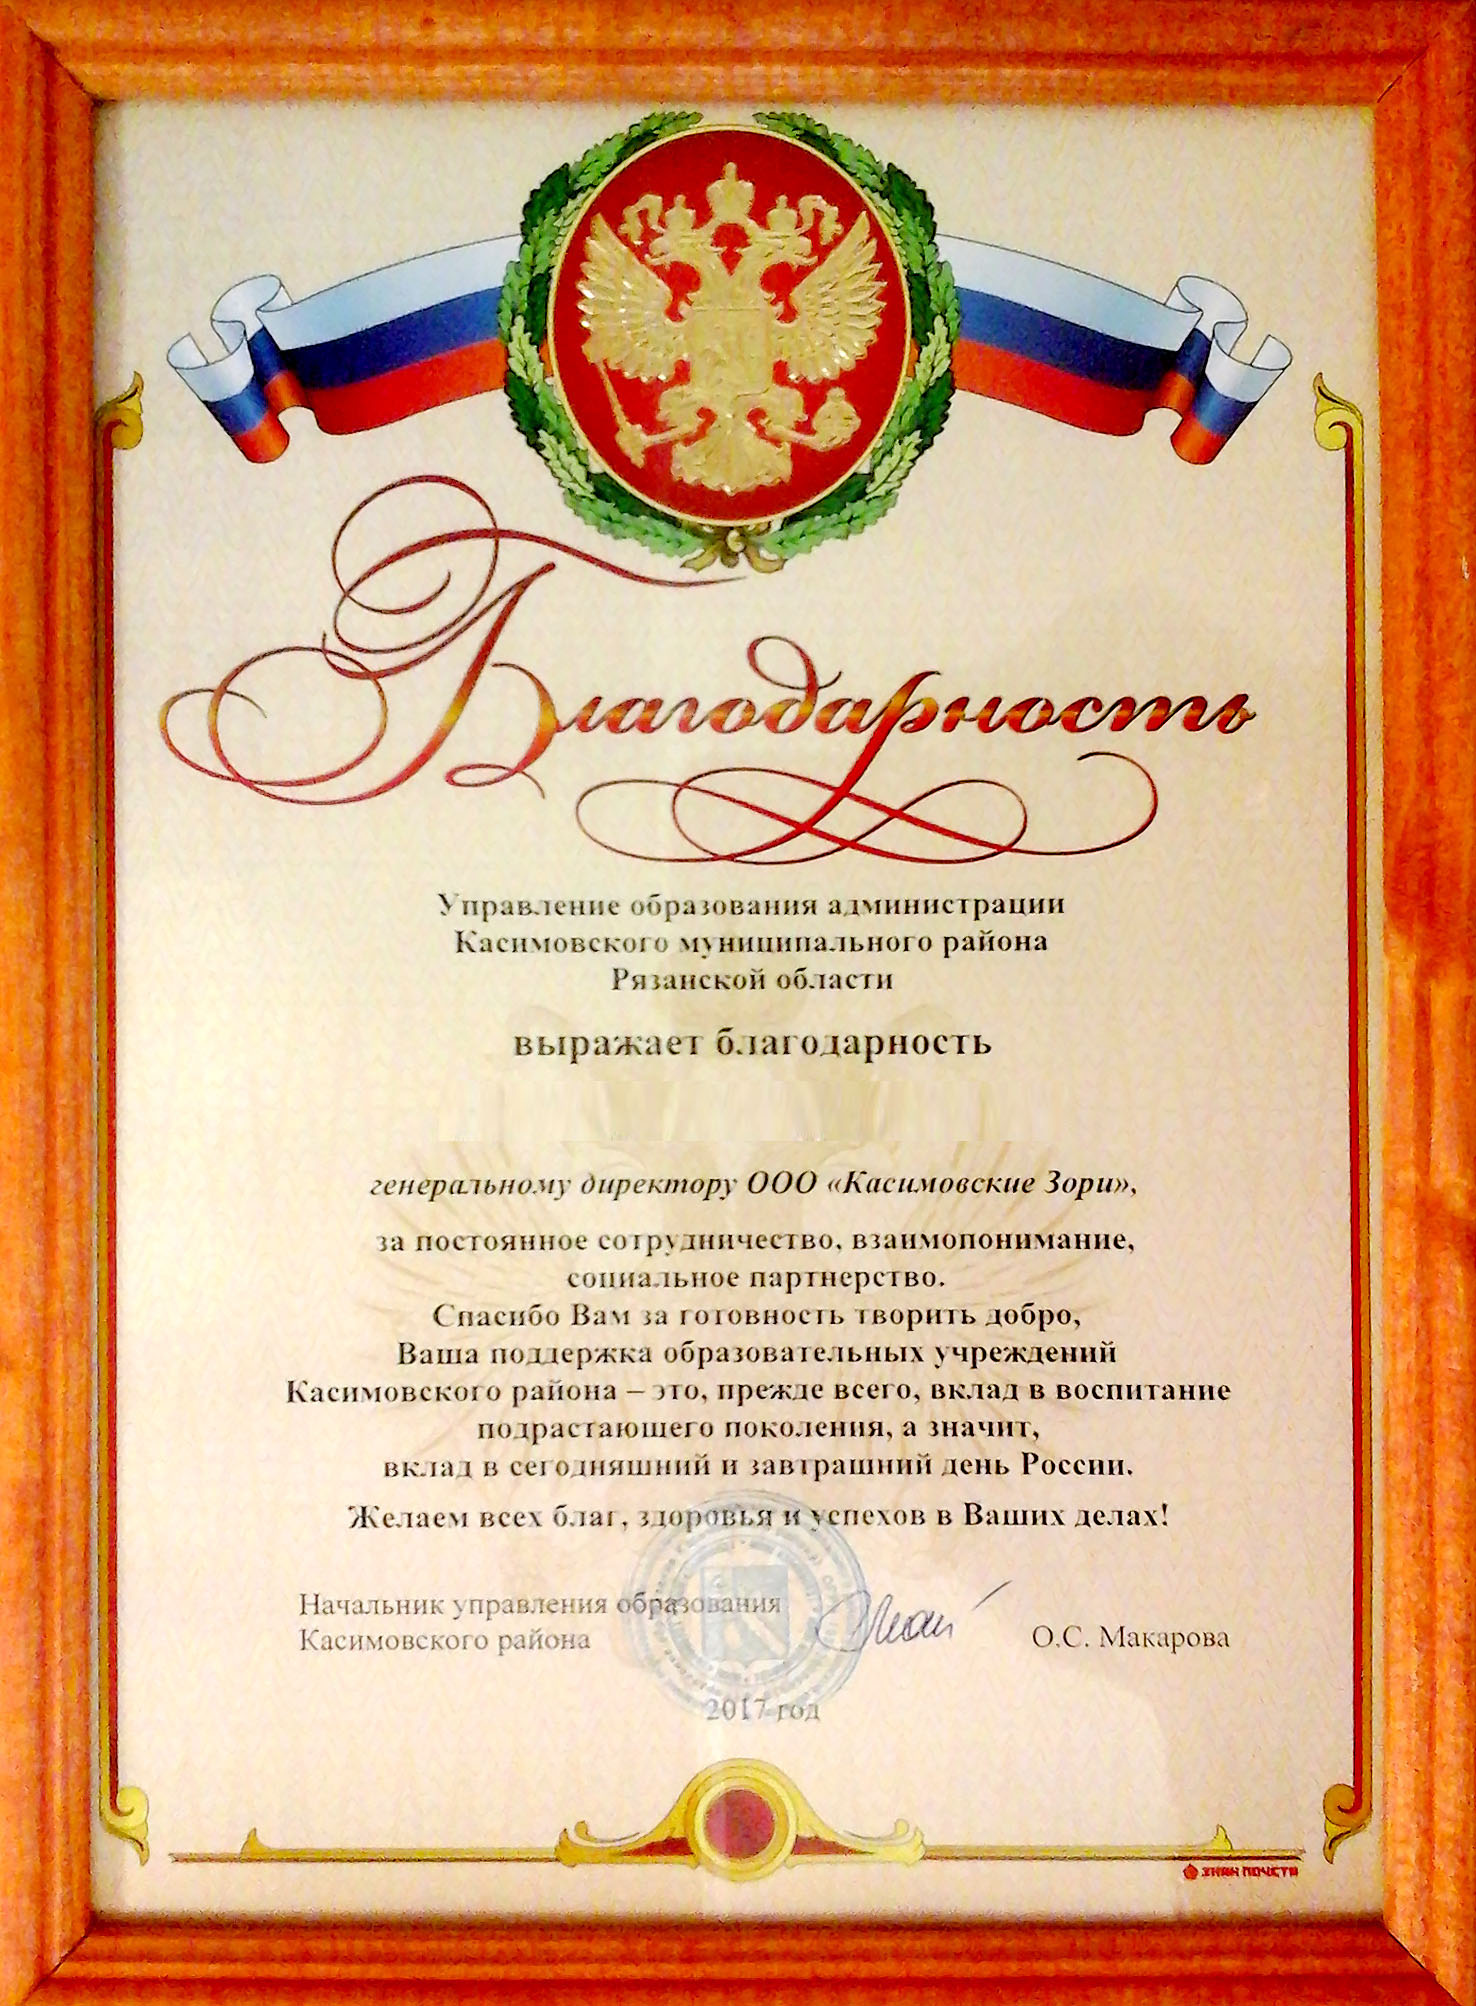 Благодарность
Управление образования администрации
Касимовского муниципального района
Рязанской области
выражает благодарность
генеральному директору ООО «Касимовские Зори»,
за постоянное сотрудничество, взаимопонимание,
социальное партнерство.
Спасибо Вам за готовность творить добро,
Ваша поддержка образовательных учреждений
Касимовского района – это, прежде всего, вклад в воспитание
подрастающего поколения, а значит,
вклад в сегодняшний и завтрашний день России.
Желаем всех благ, здоровья и успехов в Ваших делах!
Начальник управления образования
Касимовского района
О.С. Макарова
2017 год
ЗНАК ПОЧЕТА